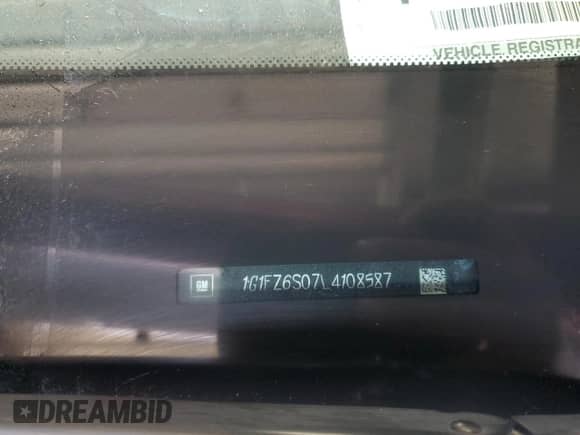 VEHICLE REGISTRA
GM
1G1FZ6S07L4108587
DREAMBID